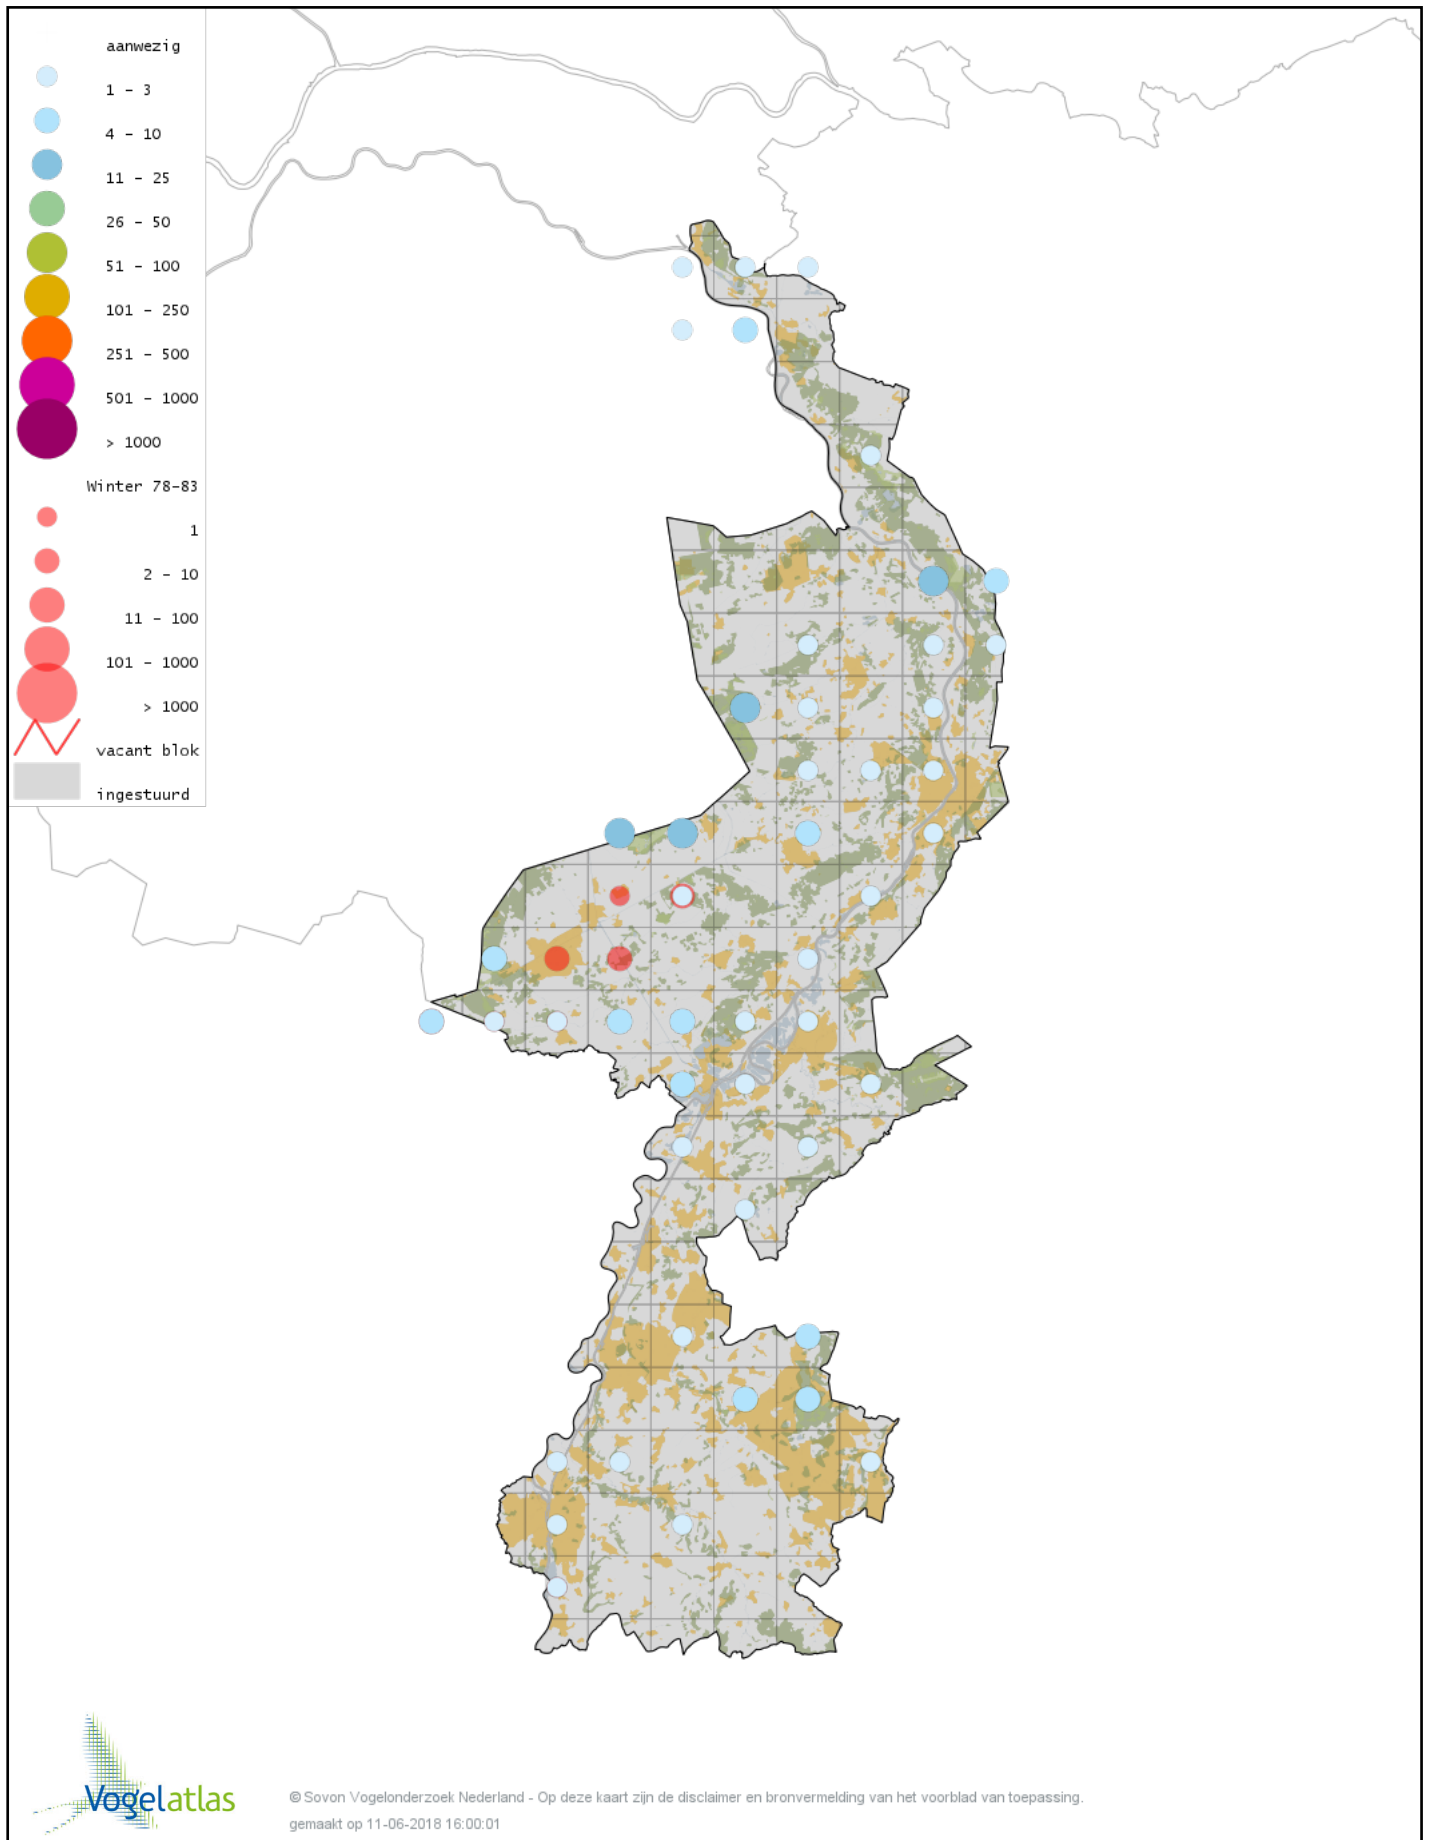 aanwezig
1 - 3
4 - 10
11 - 25
26 - 50
51 - 100
101 - 250
251 - 500
501 - 1000
> 1000
Winter 78-83
1
2 - 10
11 - 100
101 - 1000
> 1000
vacant blok
ingestuurd
Vogelatlas
© Sovon Vogelonderzoek Nederland - Op deze kaart zijn de disclaimer en bronvermelding van het voorblad van toepassing.
gemaakt op 11-06-2018 16:00:01